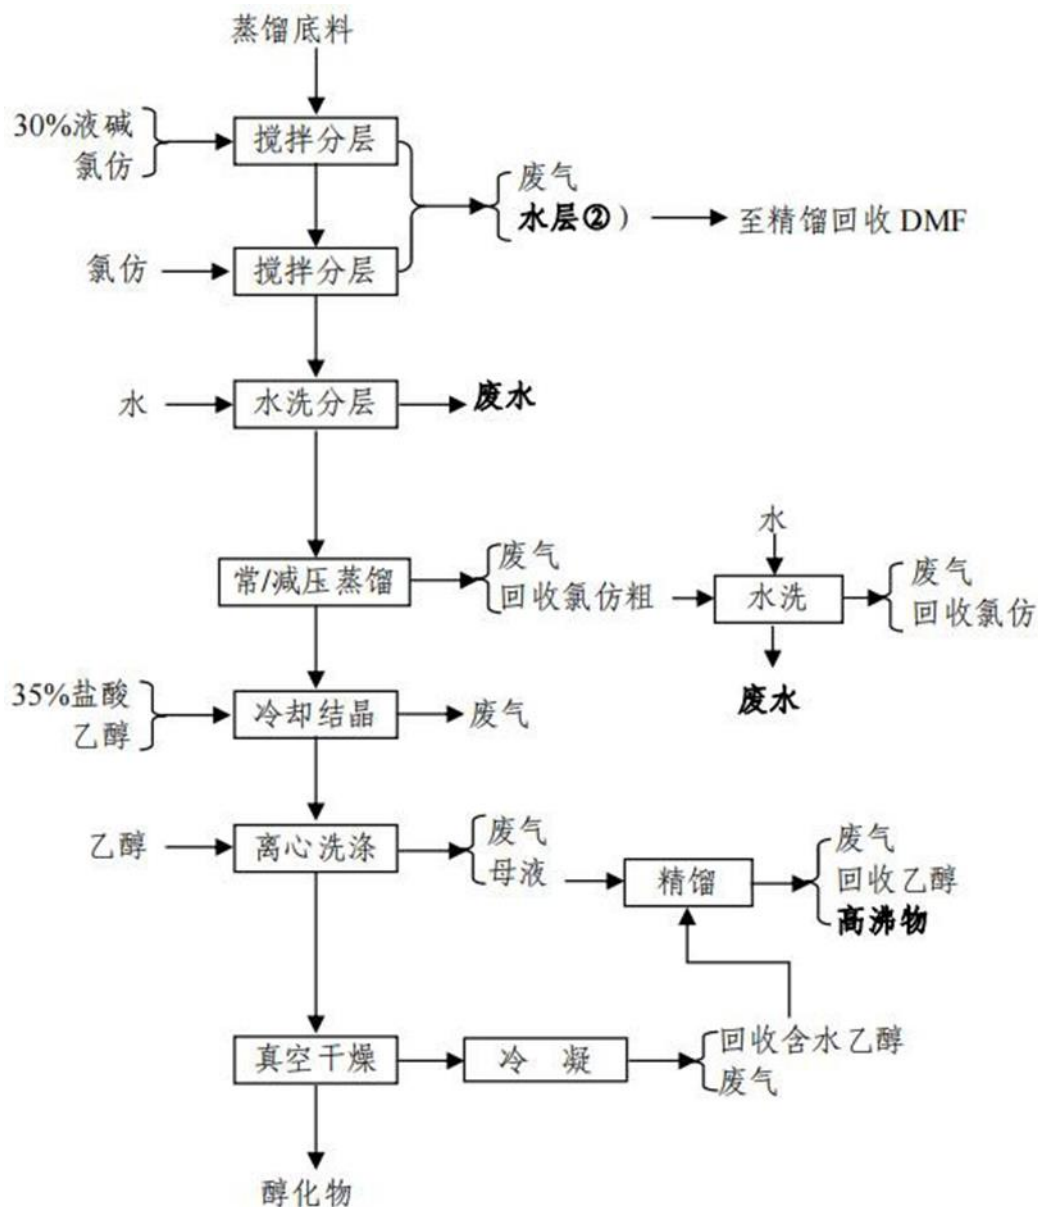 蒸馏底料
30%液碱
氯仿
搅拌分层
废气
水层②）
至精馏回收 DMF
氯仿
搅拌分层
水
水洗分层
废水
水
常/减压蒸馏
废气
回收氯仿粗
水洗
废气
回收氯仿
废水
35%盐酸
乙醇
冷却结晶
废气
乙醇
离心洗涤
废气
母液
精馏
废气
回收乙醇
高沸物
真空干燥
冷 凝
回收含水乙醇
废气
醇化物